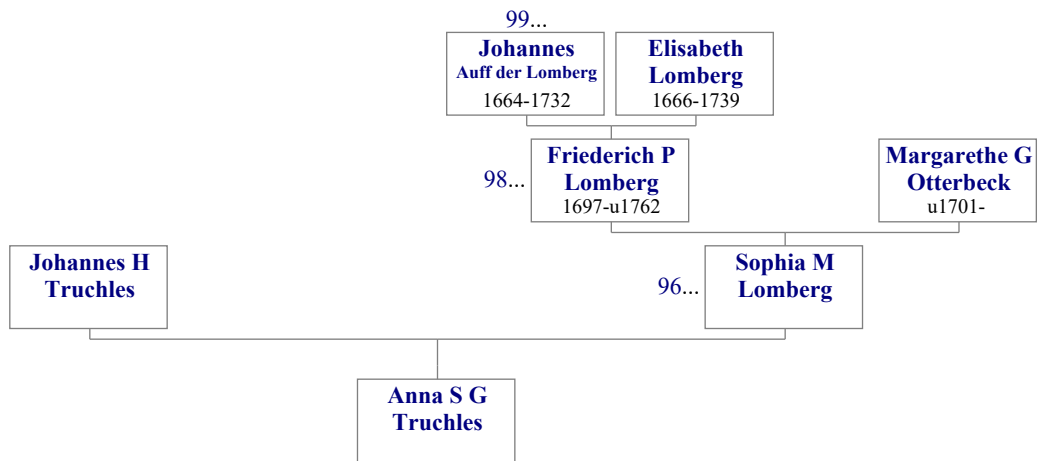 99...
Johannes
Auff der Lomberg
1664-1732
Elisabeth
Lomberg
1666-1739
98...
Friederich P
Lomberg
1697-u1762
Margarethe G
Otterbeck
u1701-
Johannes H
Truchles
96...
Sophia M
Lomberg
Anna S G
Truchles